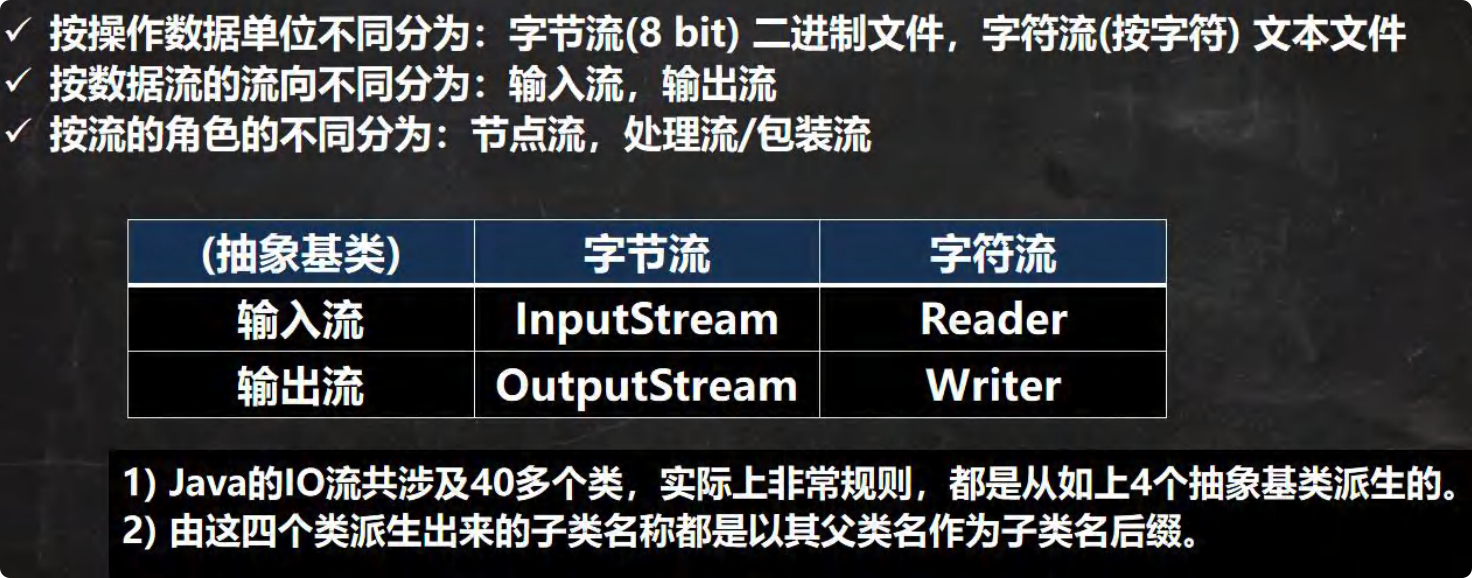 ✓ 按操作数据单位不同分为：字节流(8 bit) 二进制文件，字符流(按字符) 文本文件
✓ 按数据流的流向不同分为：输入流，输出流
✓ 按流的角色的不同分为：节点流，处理流/包装流
(抽象基类) 字节流 字符流
输入流 InputStream Reader
输出流 OutputStream Writer
1) Java的IO流共涉及40多个类，实际上非常规则，都是从如上4个抽象基类派生的。
2) 由这四个类派生出来的子类名称都是以其父类名作为子类名后缀。